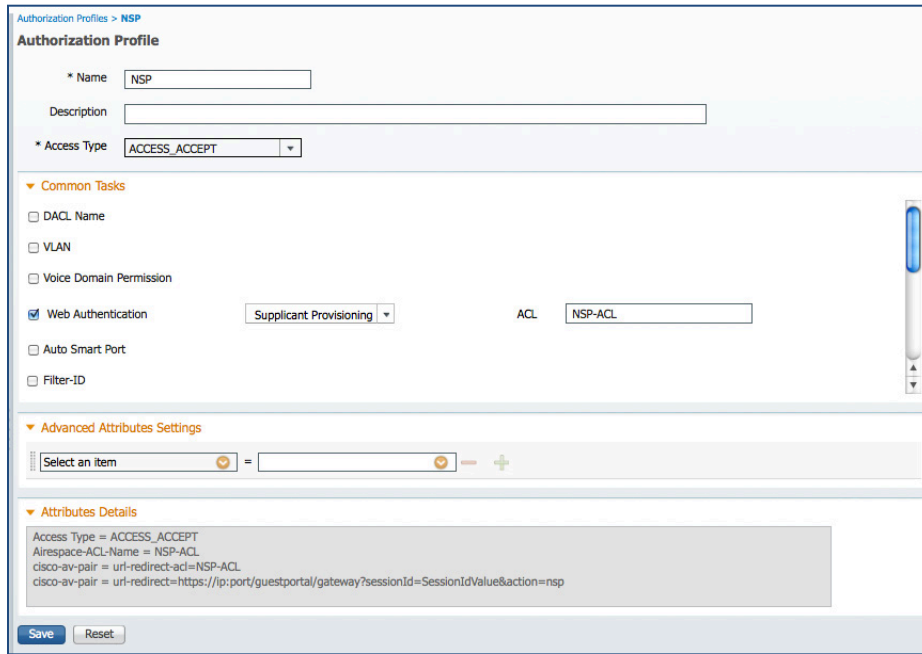 Authorization Profiles > NSP
Authorization Profile
* Name NSP
Description
* Access Type ACCESS_ACCEPT
Common Tasks
DACL Name
VLAN
Voice Domain Permission
Web Authentication Supplicant Provisioning ACL NSP-ACL
Auto Smart Port
Filter-ID
Advanced Attributes Settings
Select an item =
Attributes Details
Access Type = ACCESS_ACCEPT
Airespace-ACL-Name = NSP-ACL
cisco-av-pair = url-redirect-acl=NSP-ACL
cisco-av-pair = url-redirect=https://ip:port/guestportal/gateway?sessionId=SessionIdValue&action=nsp
Save Reset